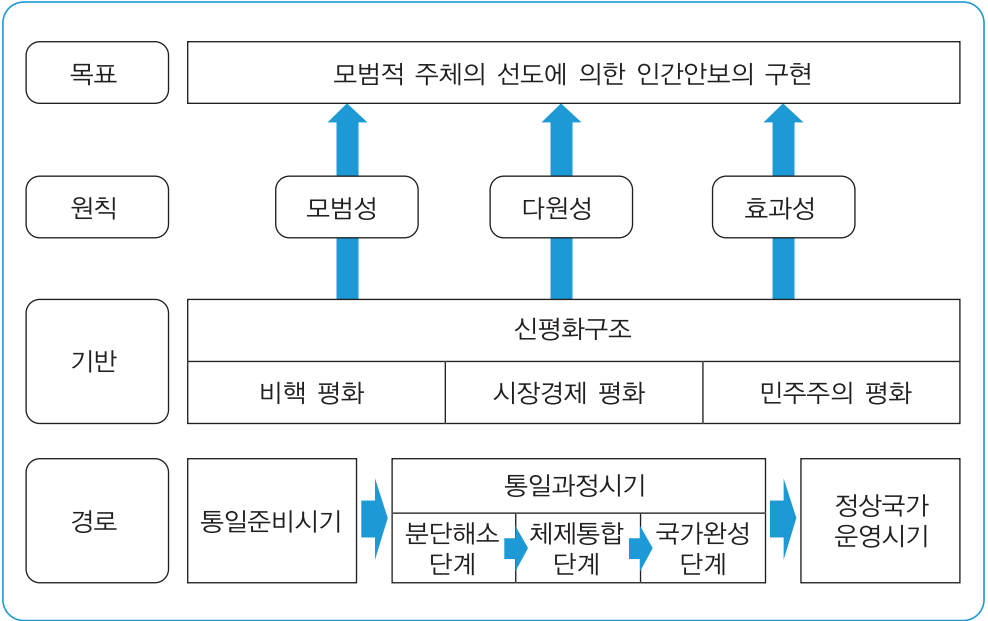 목표
모범적 주체의 선도에 의한 인간안보의 구현
원칙
모범성
다원성
효과성
기반
신평화구조
비핵 평화
시장경제 평화
민주주의 평화
경로
통일준비시기
통일과정시기
분단해소
단계
체제통합
단계
국가완성
단계
정상국가
운영시기